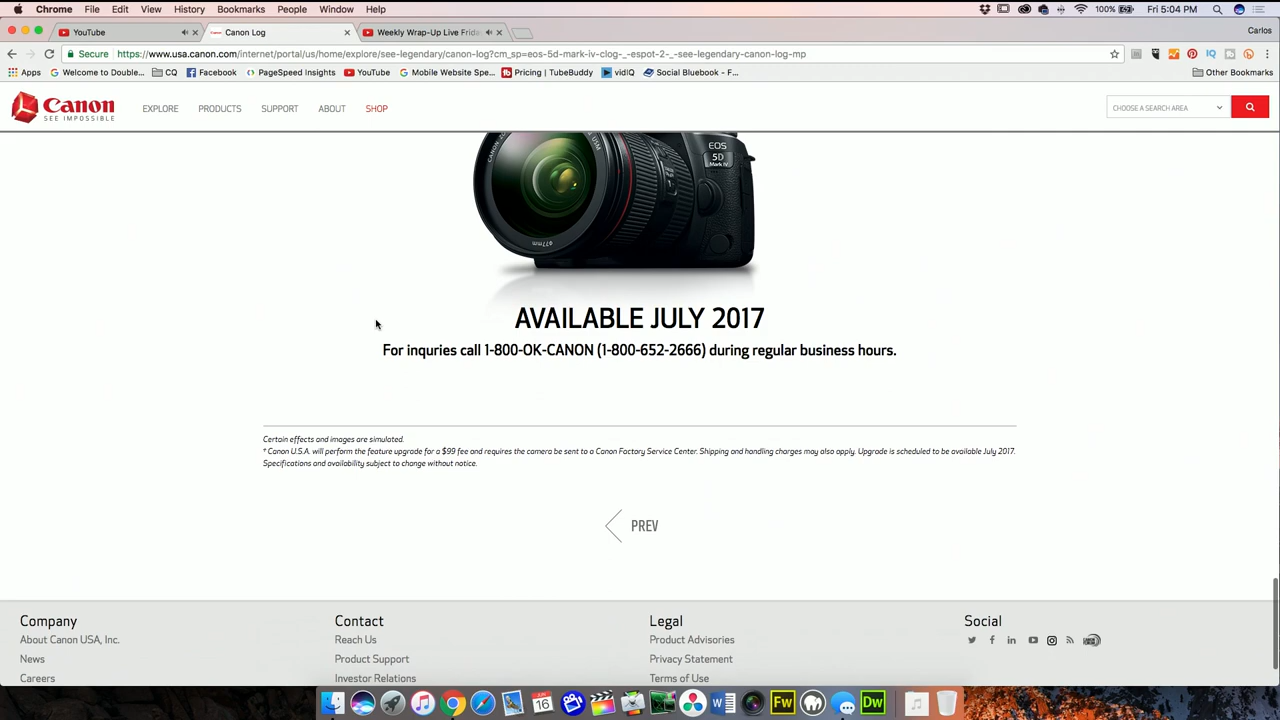 Chrome File Edit View History Bookmarks People Window Help 100% Fri 5:04 PM
YouTube Canon Log Weekly Wrap-Up Live Frida Carlos
Secure https://www.usa.canon.com/internet/portal/us/home/explore/see-legendary/canon-log?cm_sp=eos-5d-mark-iv-clog-_-espot-2-_-see-legendary-canon-log-mp
Apps Welcome to Double... CQ Facebook PageSpeed Insights YouTube Mobile Website Spe... Pricing | TubeBuddy vidIQ Social Bluebook - F... Other Bookmarks
Canon
SEE IMPOSSIBLE
EXPLORE PRODUCTS SUPPORT ABOUT SHOP
CHOOSE A SEARCH AREA
EOS
5D
Mark IV
ø77mm
AVAILABLE JULY 2017
For inquries call 1-800-OK-CANON (1-800-652-2666) during regular business hours.
Certain effects and images are simulated.
† Canon U.S.A. will perform the feature upgrade for a $99 fee and requires the camera be sent to a Canon Factory Service Center. Shipping and handling charges may also apply. Upgrade is scheduled to be available July 2017.
Specifications and availability subject to change without notice.
PREV
Company Contact Legal Social
About Canon USA, Inc. Reach Us Product Advisories
News Product Support Privacy Statement
Careers Investor Relations Terms of Use
JUN
16
Fw
Dw